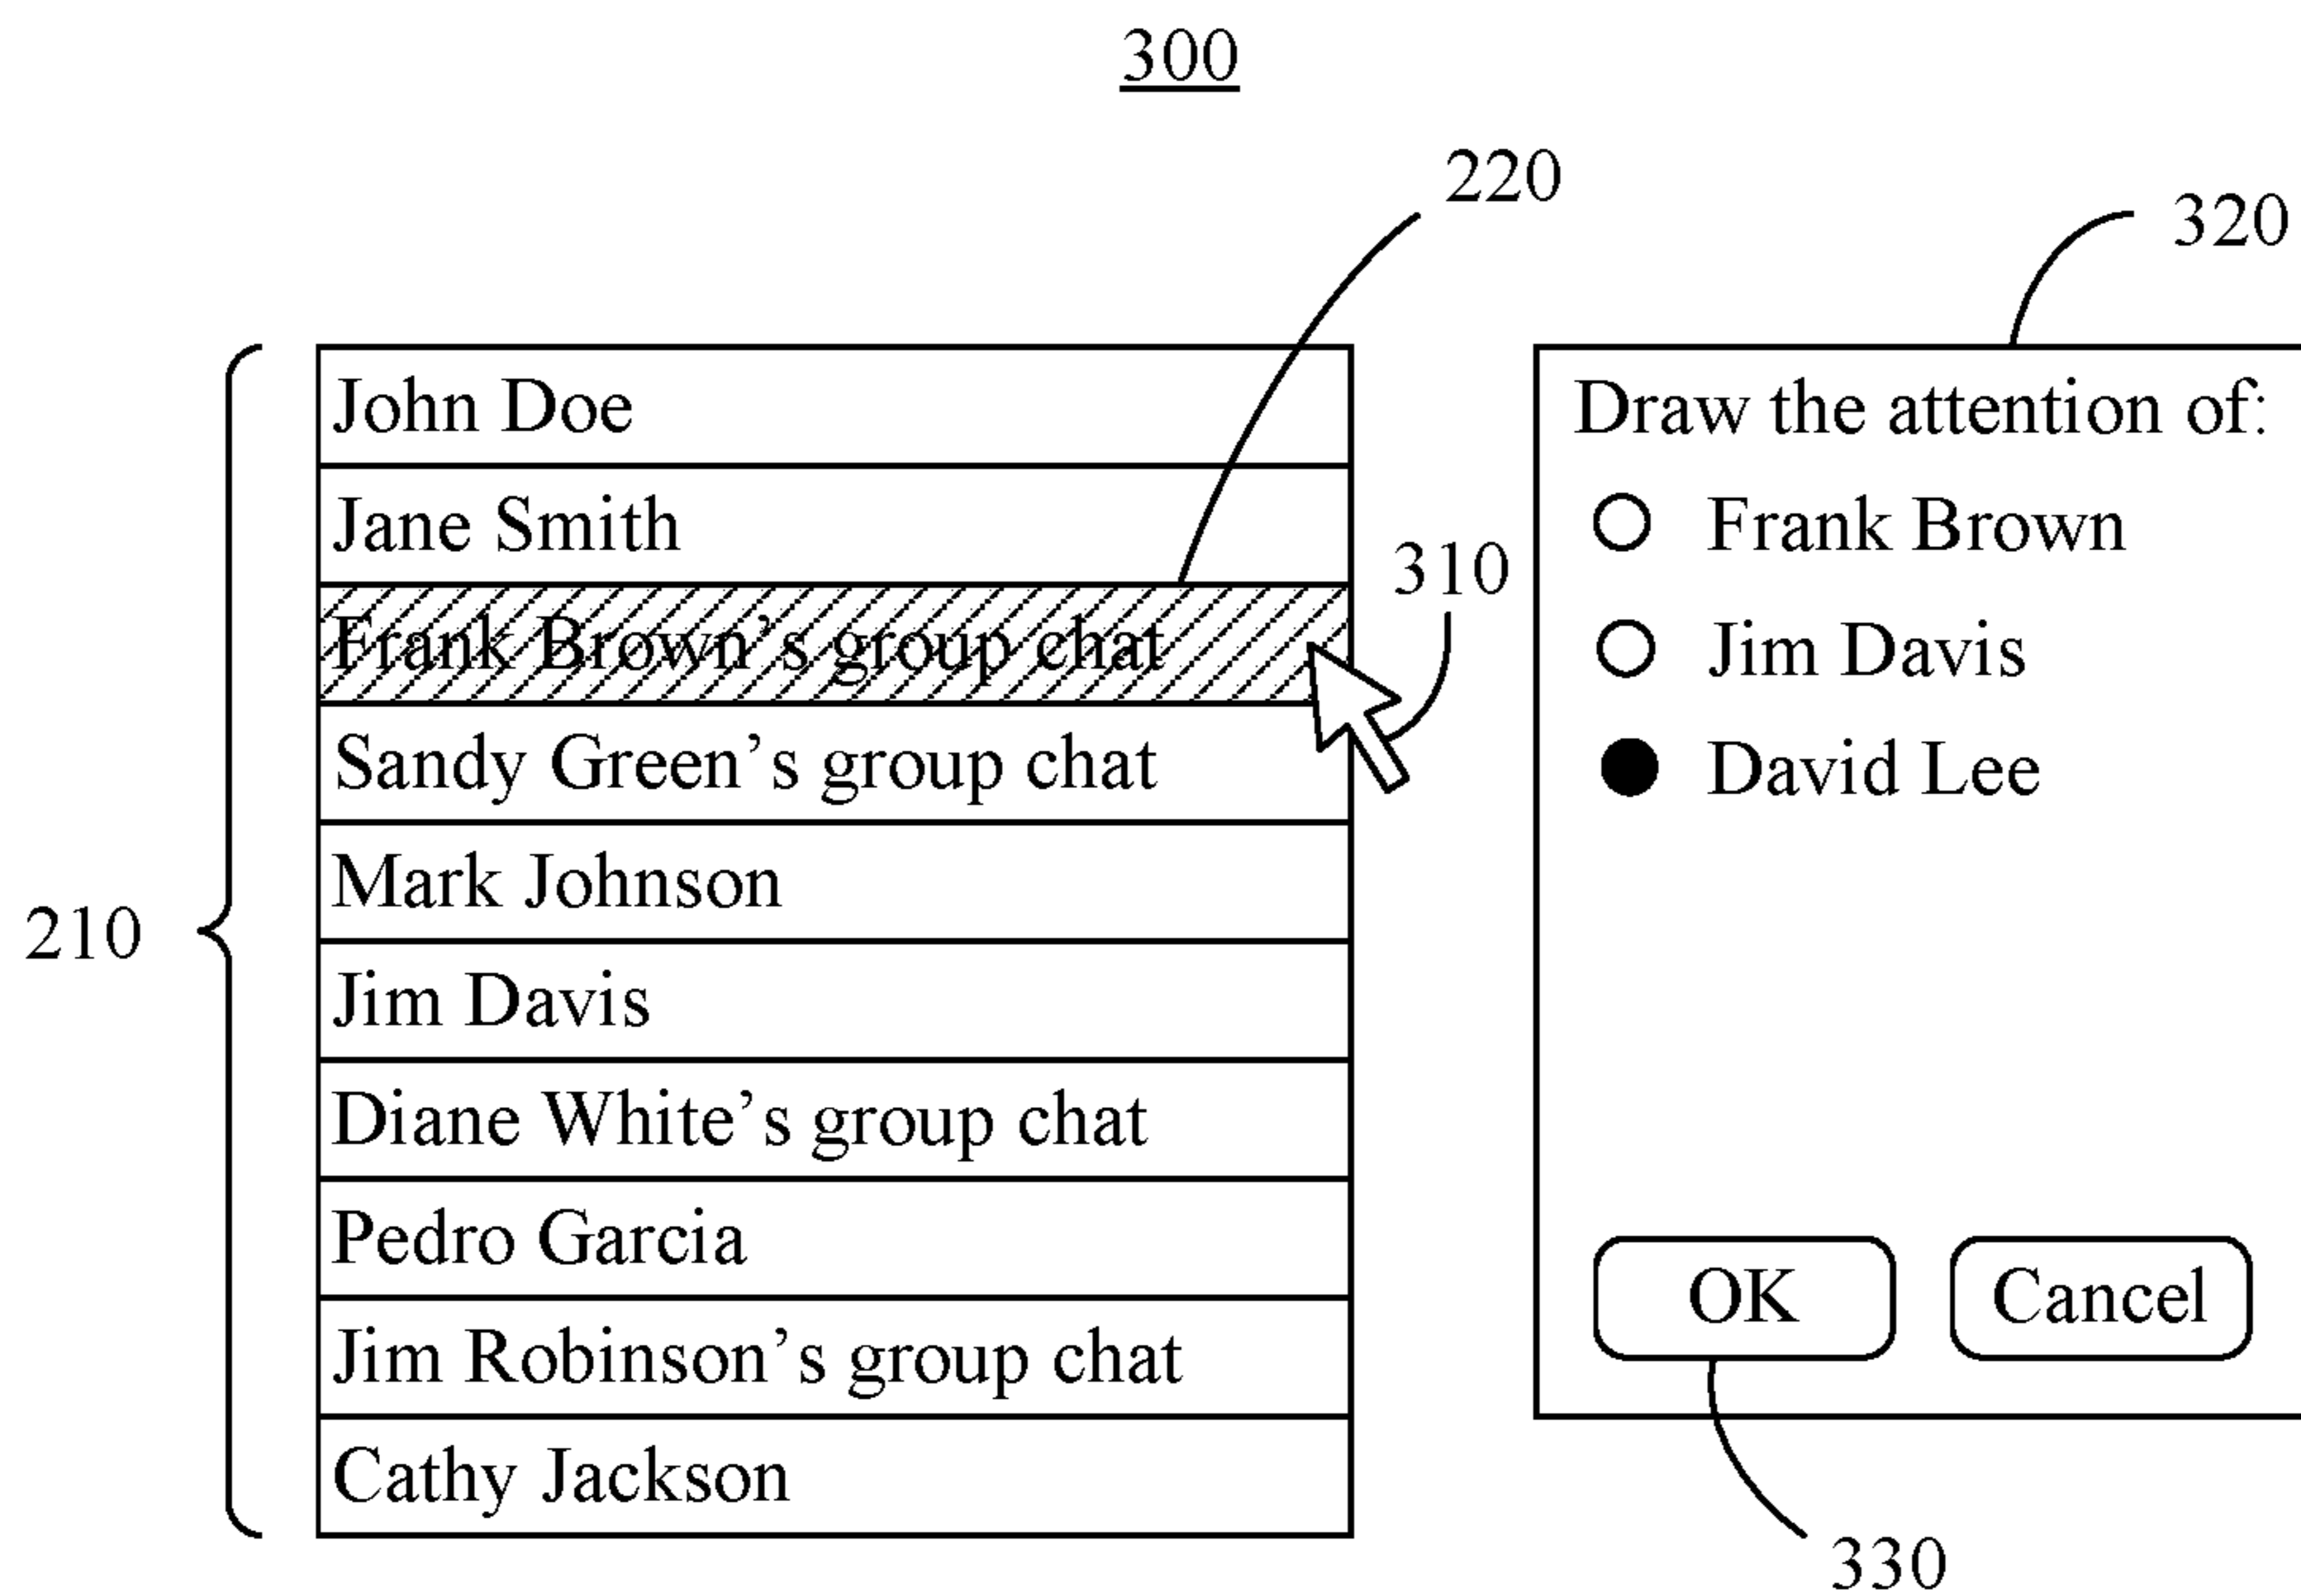 300
220
320
John Doe
Jane Smith
Frank Brown’s group chat
310
Sandy Green’s group chat
Mark Johnson
Jim Davis
Diane White’s group chat
Pedro Garcia
Jim Robinson’s group chat
Cathy Jackson
210
Draw the attention of:
Frank Brown
Jim Davis
David Lee
OK
Cancel
330